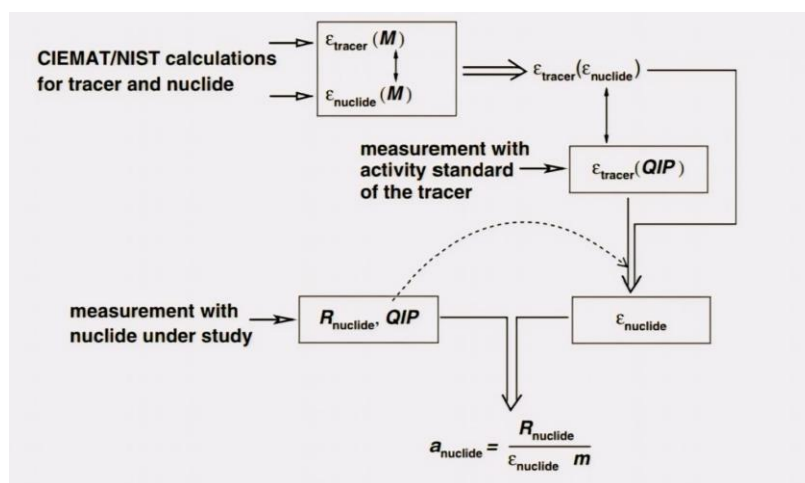 CIEMAT/NIST calculations
for tracer and nuclide
εtracer(M)
εnuclide(M)
εtracer(εnuclide)
measurement with
activity standard
of the tracer
εtracer(QIP)
measurement with
nuclide under study
Rnuclide, QIP
εnuclide
anuclide = Rnuclide / εnuclide m